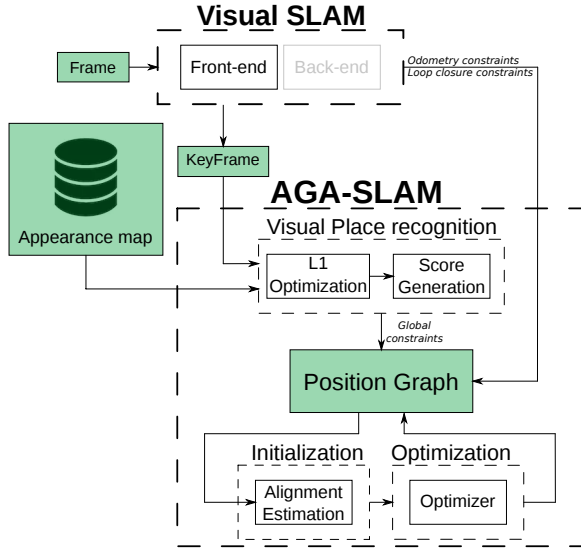 Visual SLAM
Frame
Front-end
Back-end
Odometry constraints
Loop closure constraints
KeyFrame
Appearance map
AGA-SLAM
Visual Place recognition
L1
Optimization
Score
Generation
Global
constraints
Position Graph
Initialization
Optimization
Alignment
Estimation
Optimizer